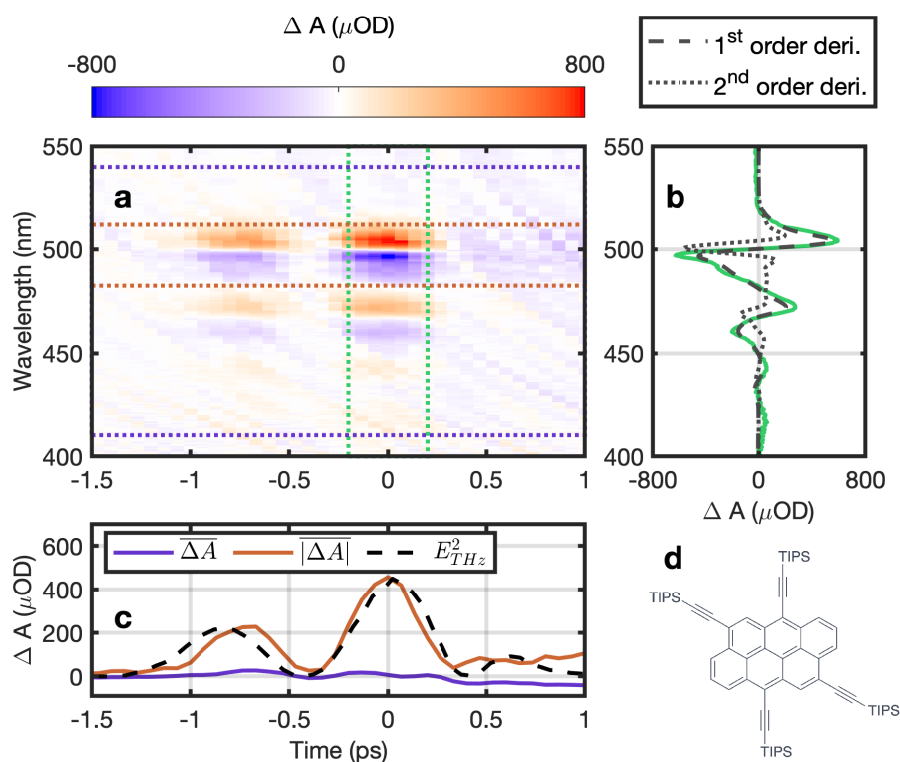 Δ A (μOD)
-800 0 800
1st order deri.
2nd order deri.
a
Wavelength (nm)
550
500
450
400
-1.5 -1 -0.5 0 0.5 1
b
550
500
450
400
-800 0 800
Δ A (μOD)
c
Δ A (μOD)
600
400
200
0
ΔA |ΔA| E²THz
-1.5 -1 -0.5 0 0.5 1
Time (ps)
d
TIPS
TIPS
TIPS
TIPS